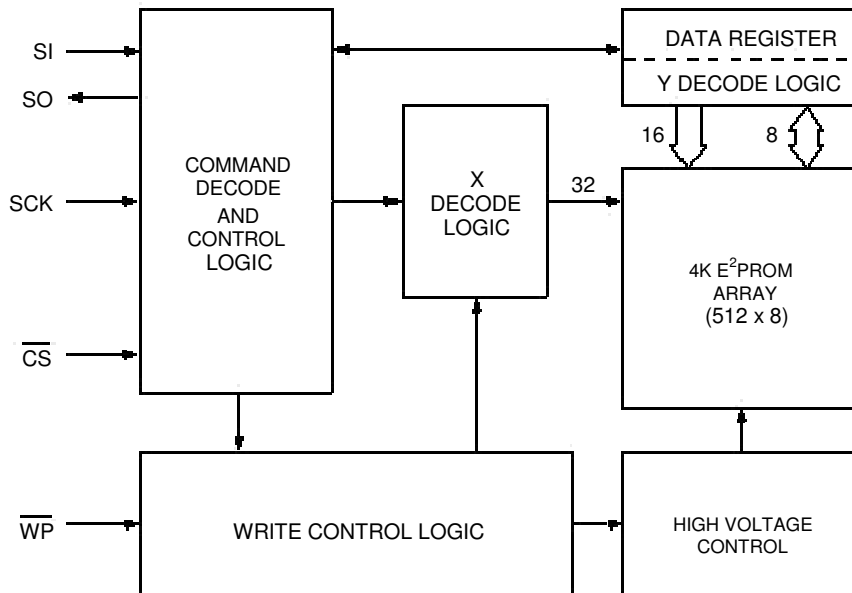 SI
SO
SCK
CS
WP
COMMAND
DECODE
AND
CONTROL
LOGIC
X
DECODE
LOGIC
32
DATA REGISTER
Y DECODE LOGIC
16
8
4K E²PROM
ARRAY
(512 x 8)
WRITE CONTROL LOGIC
HIGH VOLTAGE
CONTROL